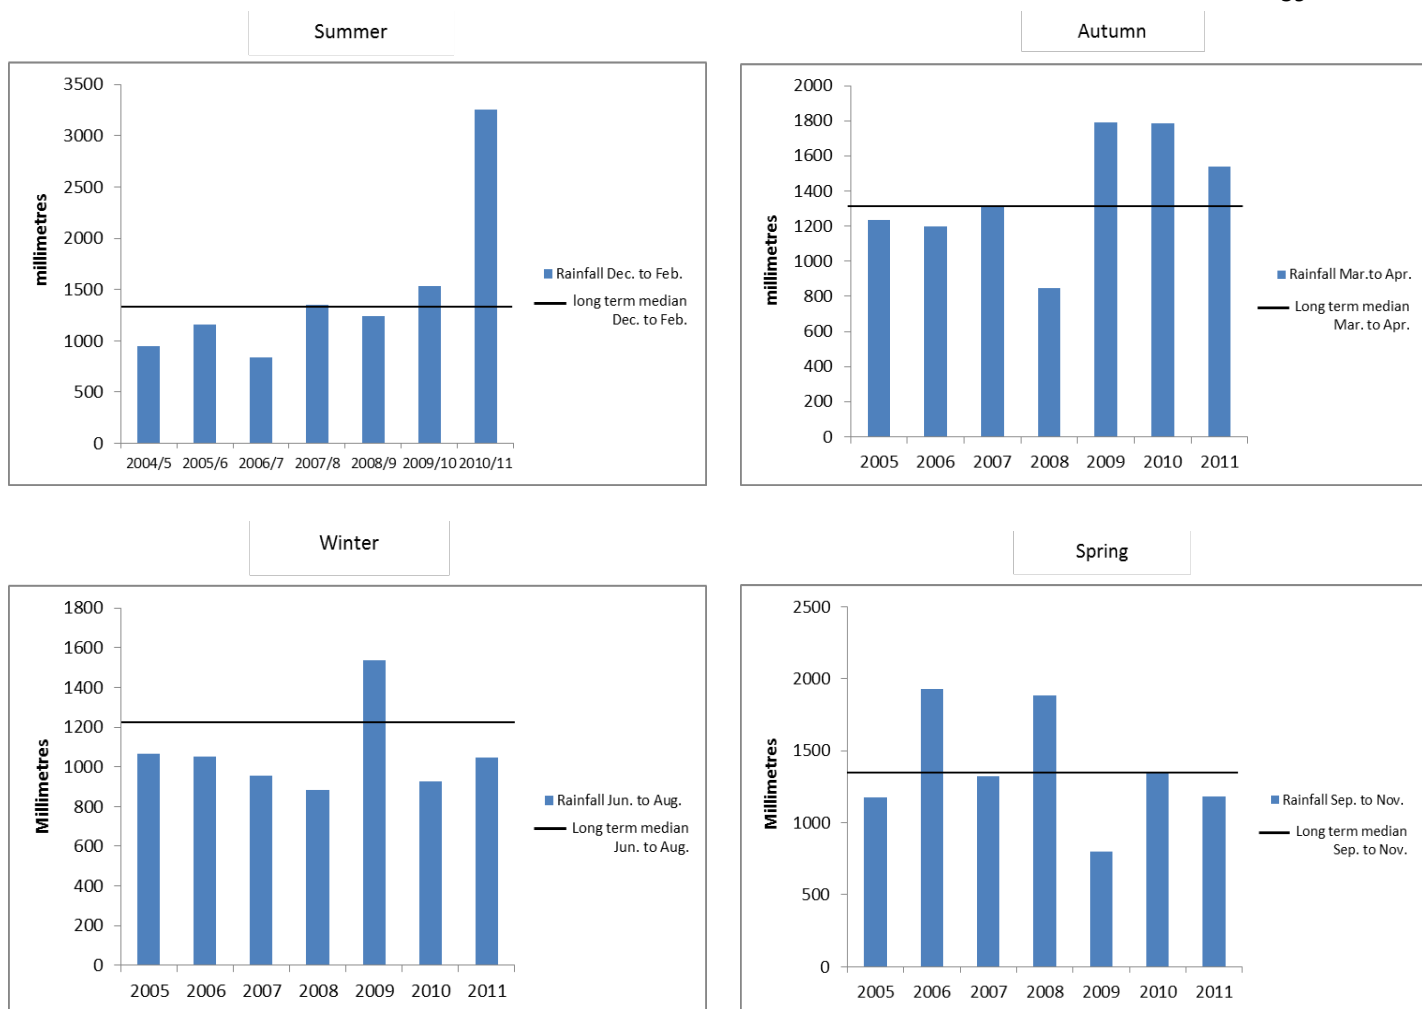 Summer
3500
3000
2500
2000
1500
1000
500
0
millimetres
2004/5 2005/6 2006/7 2007/8 2008/9 2009/10 2010/11
Rainfall Dec. to Feb.
long term median
Dec. to Feb.
Autumn
2000
1800
1600
1400
1200
1000
800
600
400
200
0
millimetres
2005 2006 2007 2008 2009 2010 2011
Rainfall Mar.to Apr.
Long term median
Mar. to Apr.
Winter
1800
1600
1400
1200
1000
800
600
400
200
0
Millimetres
2005 2006 2007 2008 2009 2010 2011
Rainfall Jun. to Aug.
Long term median
Jun. to Aug.
Spring
2500
2000
1500
1000
500
0
Millimetres
2005 2006 2007 2008 2009 2010 2011
Rainfall Sep. to Nov.
Long term median
Sep. to Nov.